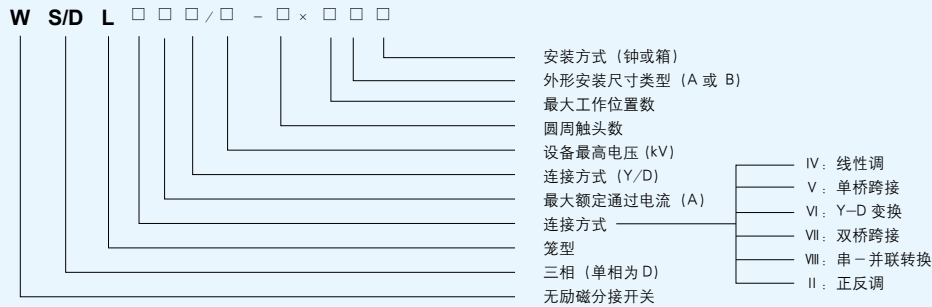 W S/D L □ □ □ / □ - □ × □ □ □
安装方式 (钟或箱)
外形安装尺寸类型 (A 或 B)
最大工作位置数
圆周触头数
设备最高电压 (kV)
连接方式 (Y/D)
最大额定通过电流 (A)
连接方式
笼型
三相 (单相为 D)
无励磁分接开关
IV: 线性调
V: 单桥跨接
VI: Y-D 变换
VII: 双桥跨接
VIII: 串-并联转换
II: 正反调